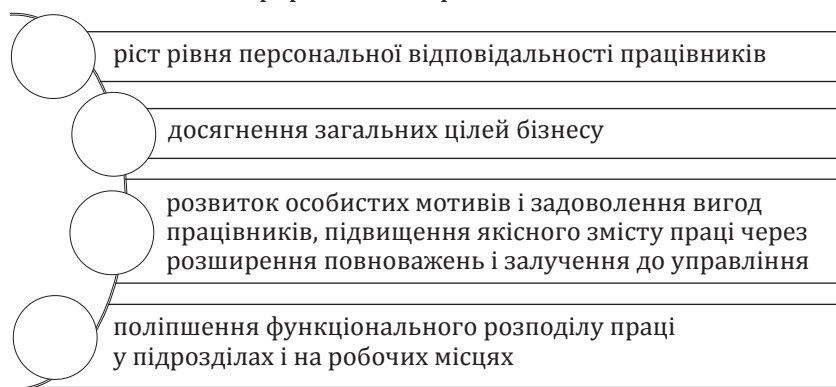 ріст рівня персональної відповідальності працівників
досягнення загальних цілей бізнесу
розвиток особистих мотивів і задоволення вигод
працівників, підвищення якісного змісту праці через
розширення повноважень і залучення до управління
поліпшення функціонального розподілу праці
у підрозділах і на робочих місцях